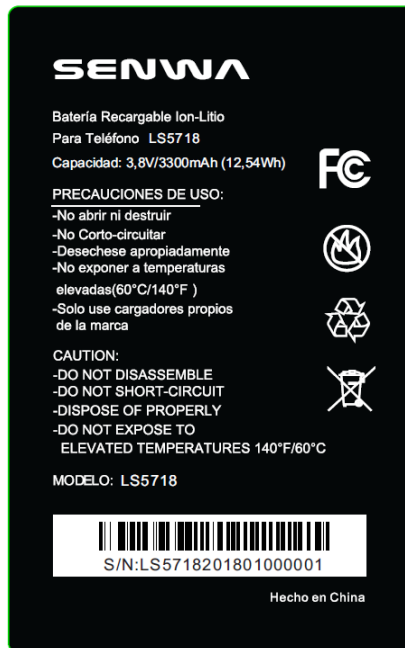 SENWA
Batería Recargable Ion-Litio
Para Teléfono LS5718
Capacidad: 3,8V/3300mAh (12,54Wh)
FC
PRECAUCIONES DE USO:
-No abrir ni destruir
-No Corto-circuitar
-Desechese apropiadamente
-No exponer a temperaturas
elevadas(60°C/140°F )
-Solo use cargadores propios
de la marca
CAUTION:
-DO NOT DISASSEMBLE
-DO NOT SHORT-CIRCUIT
-DISPOSE OF PROPERLY
-DO NOT EXPOSE TO
ELEVATED TEMPERATURES 140°F/60°C
MODELO: LS5718
S/N:LS5718201801000001
Hecho en China